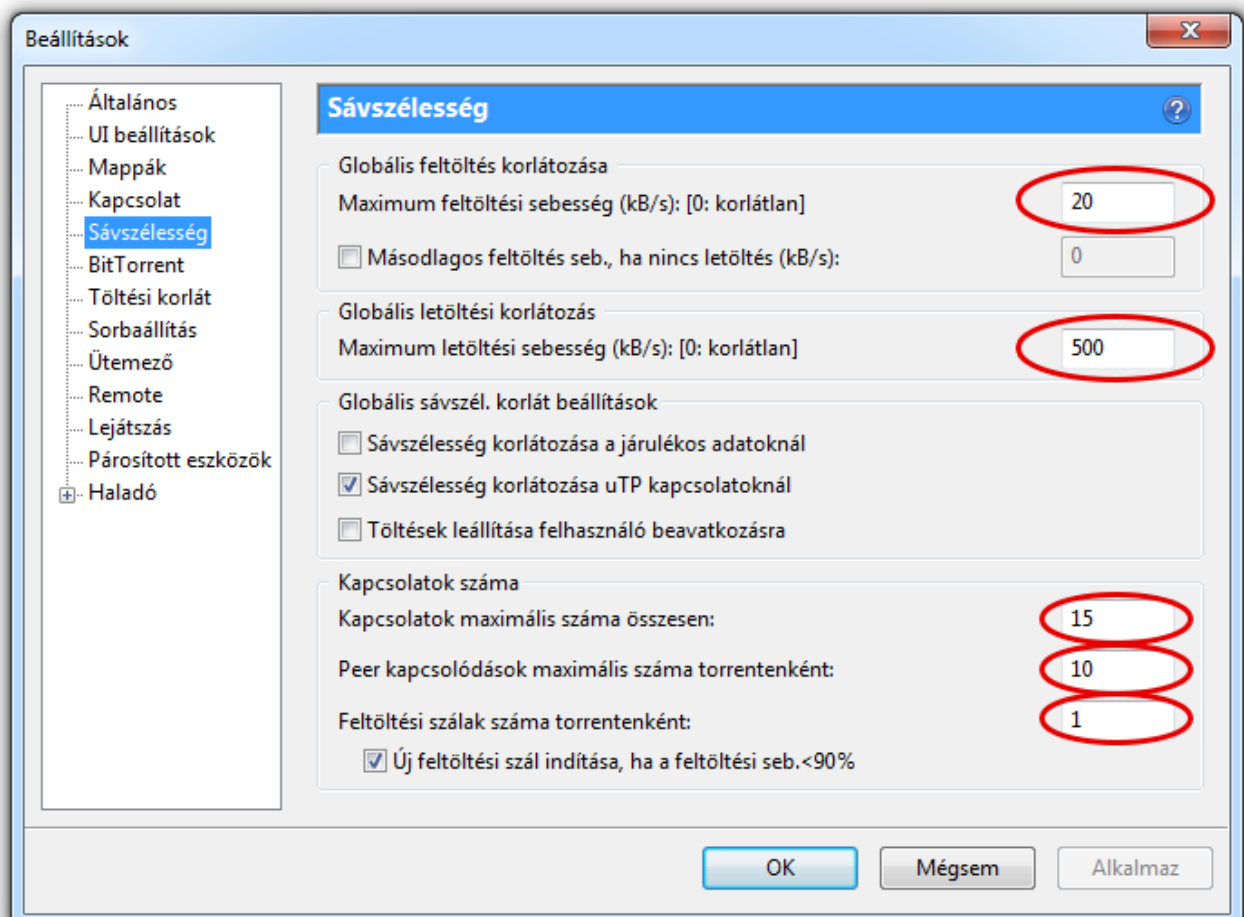 Beállítások
Általános
UI beállítások
Mappák
Kapcsolat
Sávszélesség
BitTorrent
Töltési korlát
Sorbaállítás
Ütemező
Remote
Lejátszás
Párosított eszközök
Haladó
Sávszélesség
Globális feltöltés korlátozása
Maximum feltöltési sebesség (kB/s): [0: korlátlan] 20
Másodlagos feltöltés seb., ha nincs letöltés (kB/s): 0
Globális letöltési korlátozás
Maximum letöltési sebesség (kB/s): [0: korlátlan] 500
Globális sávszél. korlát beállítások
Sávszélesség korlátozása a járulékos adatoknál
Sávszélesség korlátozása uTP kapcsolatoknál
Töltések leállítása felhasználó beavatkozásra
Kapcsolatok száma
Kapcsolatok maximális száma összesen: 15
Peer kapcsolódások maximális száma torrentenként: 10
Feltöltési szálak száma torrentenként: 1
Új feltöltési szál indítása, ha a feltöltési seb.<90%
OK Mégsem Alkalmaz